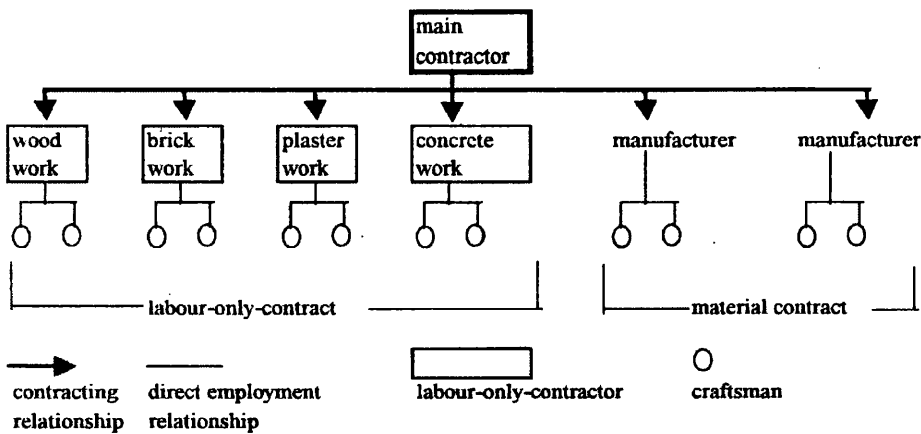 main
contractor
wood
work
brick
work
plaster
work
concrete
work
manufacturer
manufacturer
labour-only-contract
material contract
contracting
relationship
direct employment
relationship
labour-only-contractor
craftsman